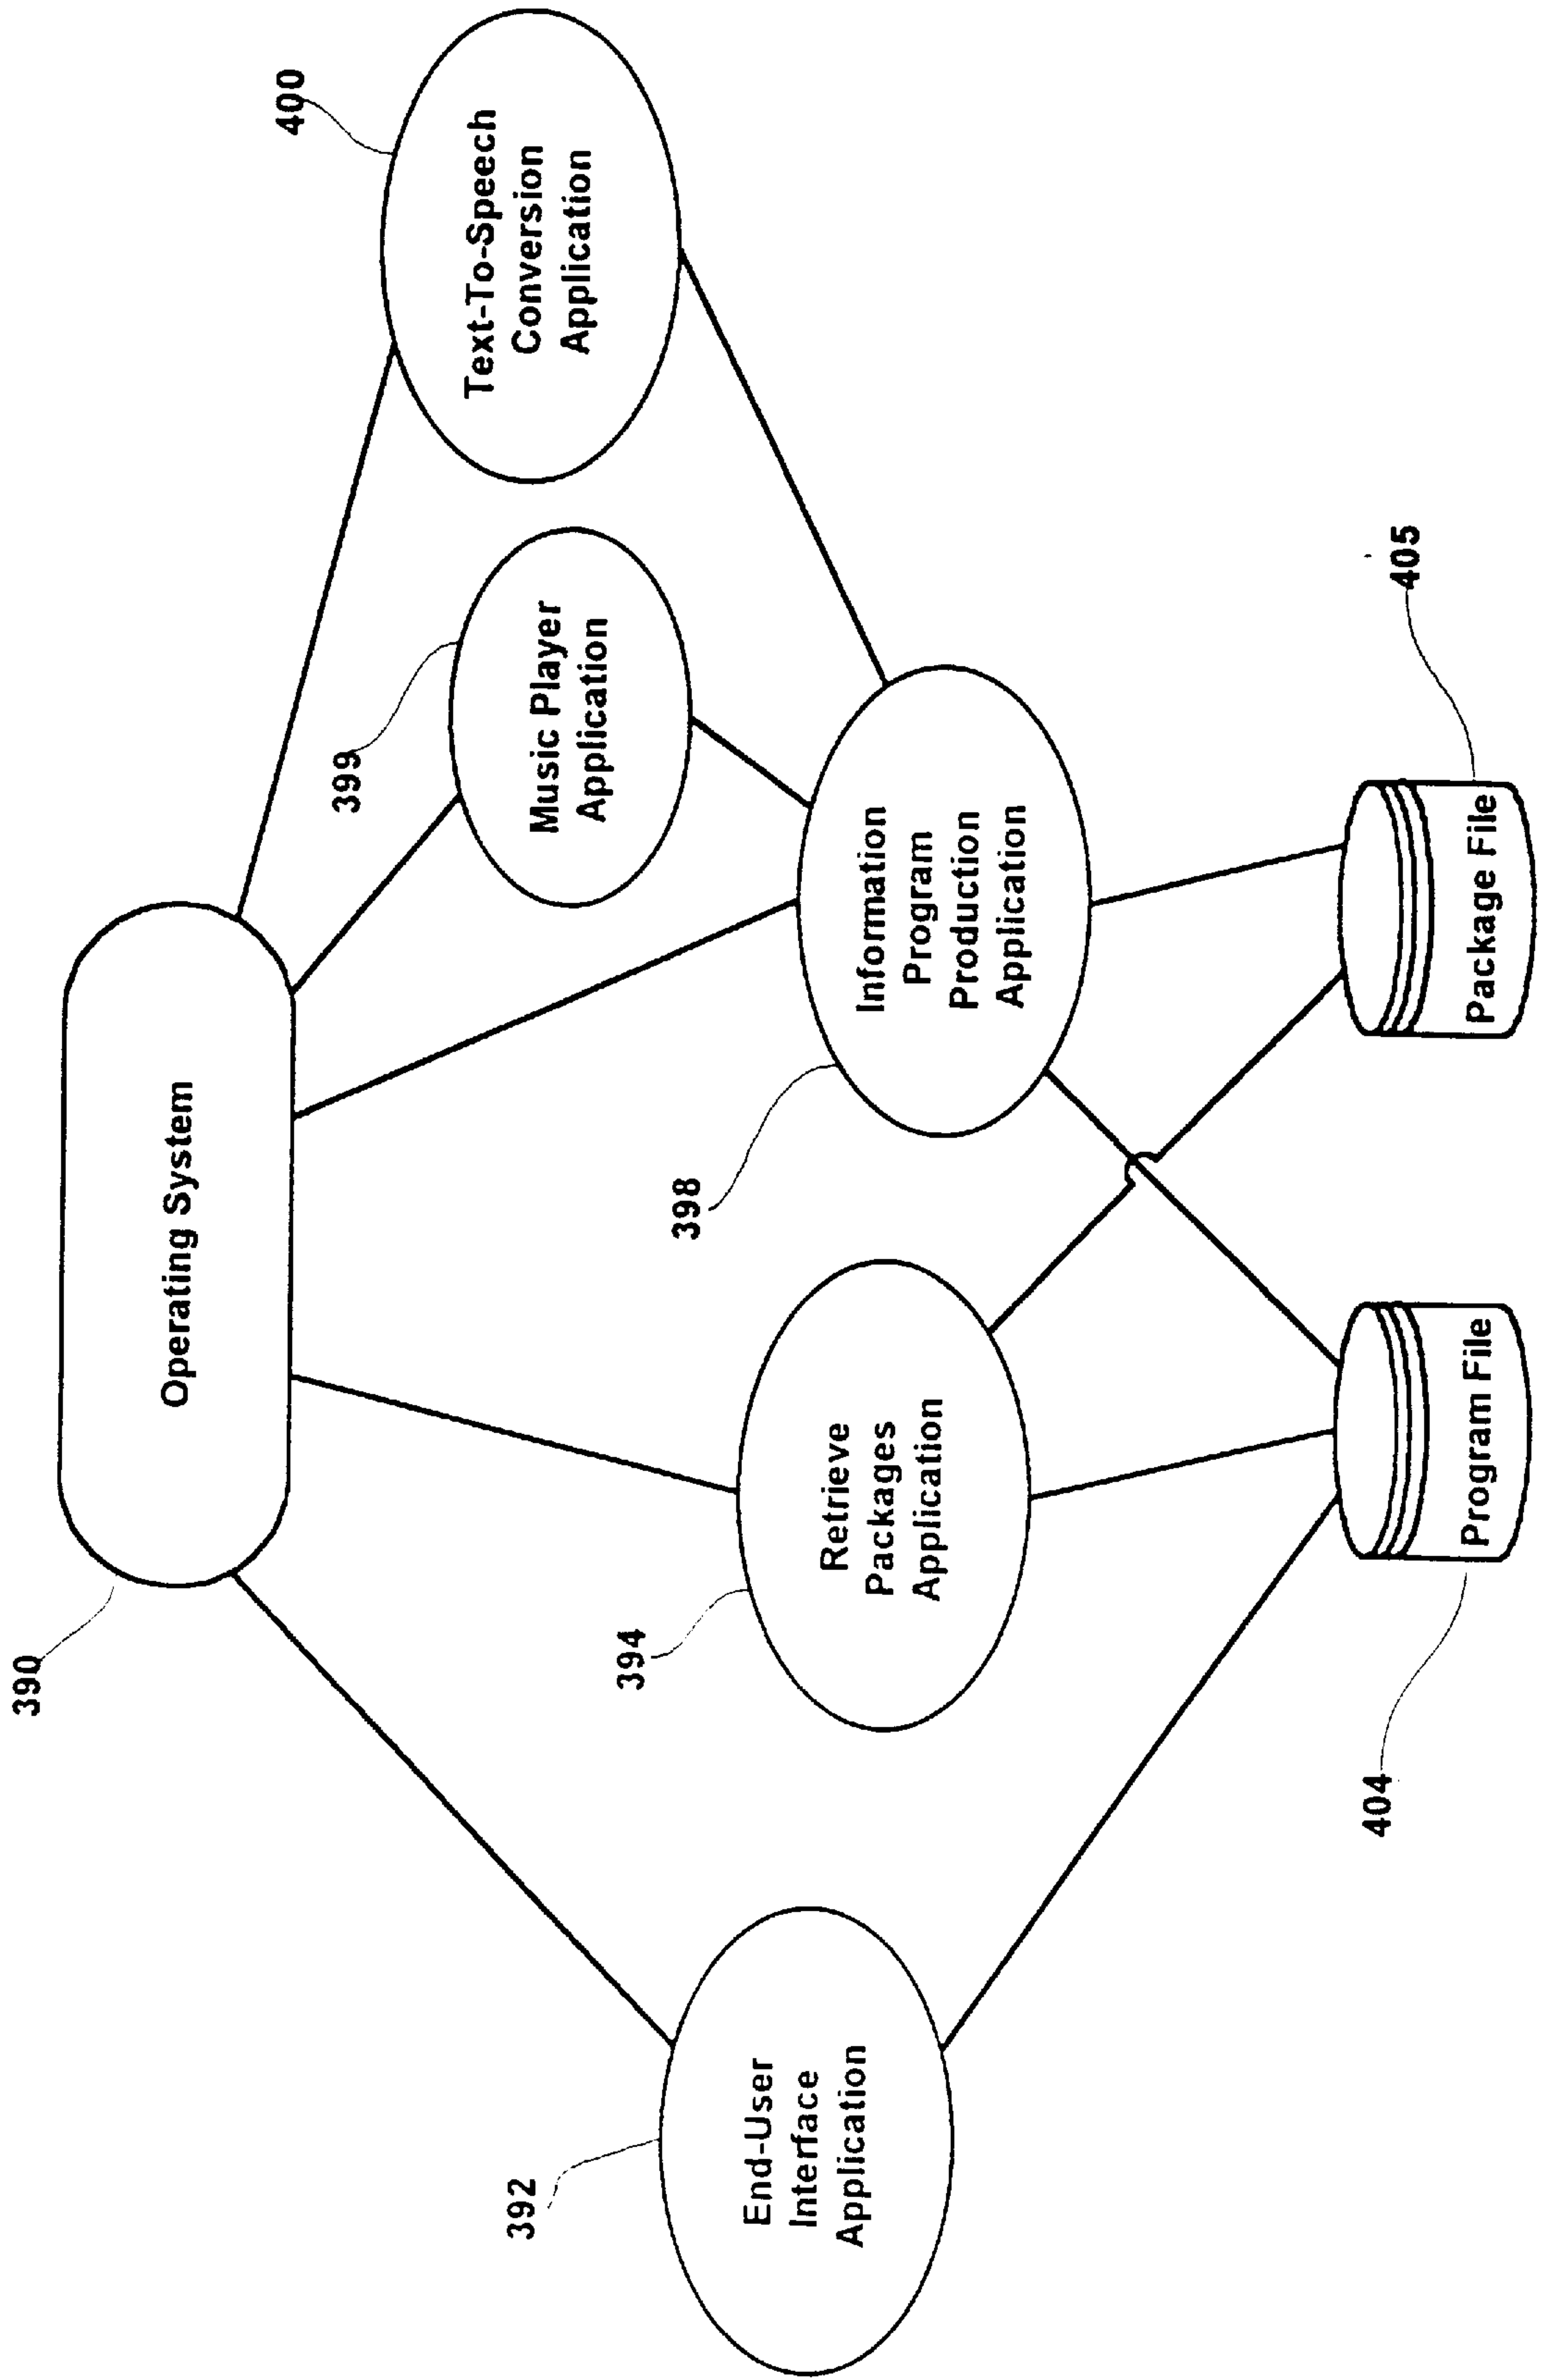 390
Operating System
400
Text-To-Speech
Conversion
Application
399
Music Player
Application
392
End-User
Interface
Application
394
Retrieve
Packages
Application
398
Information
Program
Production
Application
404
Program File
405
Package File